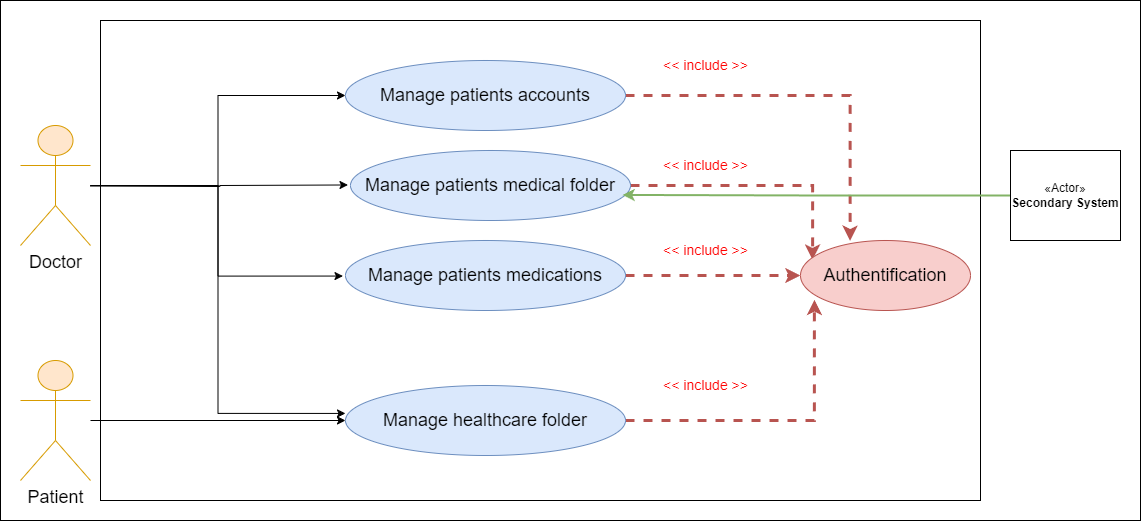 << include >>
Manage patients accounts
<< include >>
Manage patients medical folder
«Actor»
Secondary System
Doctor
<< include >>
Manage patients medications
Authentification
<< include >>
Manage healthcare folder
Patient